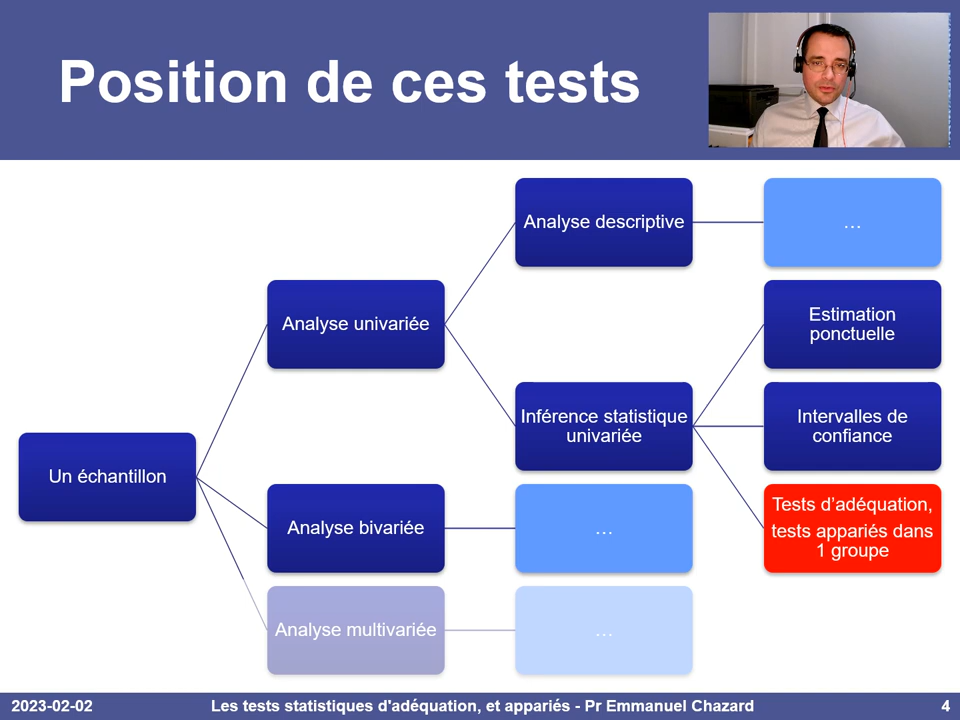 Position de ces tests
Analyse descriptive
…
Analyse univariée
Estimation
ponctuelle
Inférence statistique
univariée
Intervalles de
confiance
Un échantillon
Analyse bivariée
…
Tests d’adéquation,
tests appariés dans
1 groupe
Analyse multivariée
…
2023-02-02
Les tests statistiques d'adéquation, et appariés - Pr Emmanuel Chazard
4